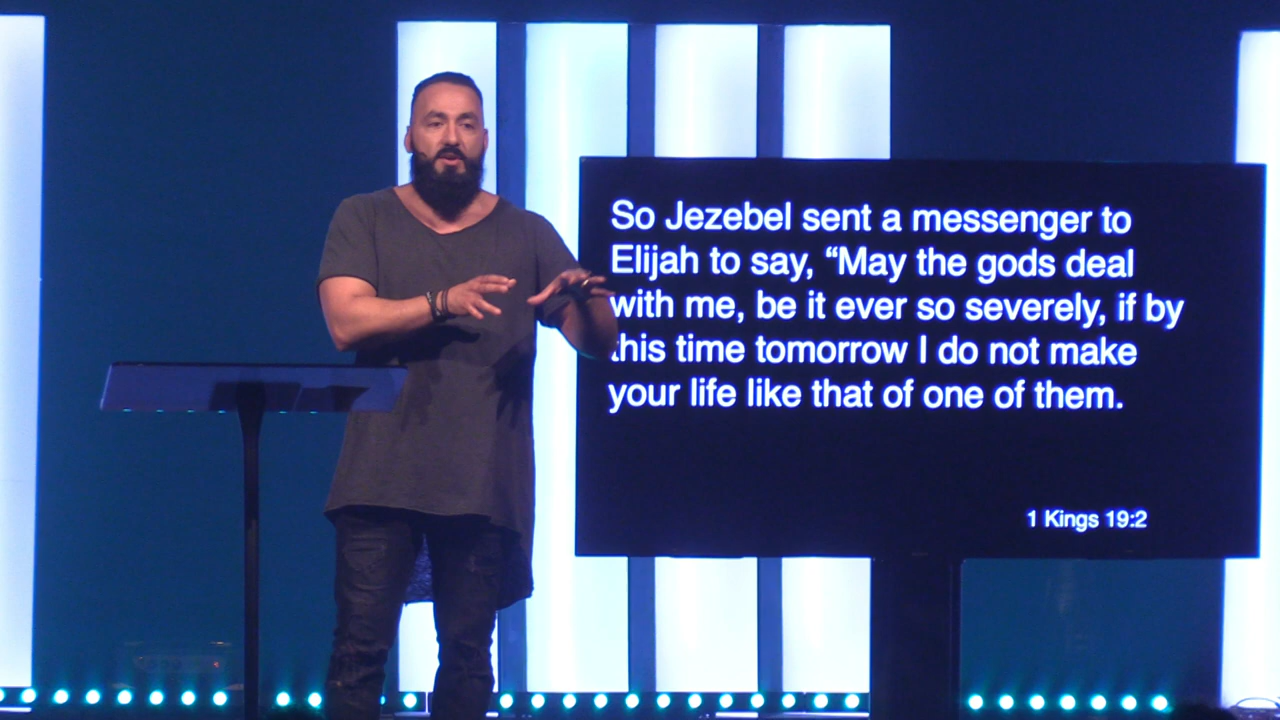 So Jezebel sent a messenger to
Elijah to say, “May the gods deal
with me, be it ever so severely, if by
this time tomorrow I do not make
your life like that of one of them.
1 Kings 19:2